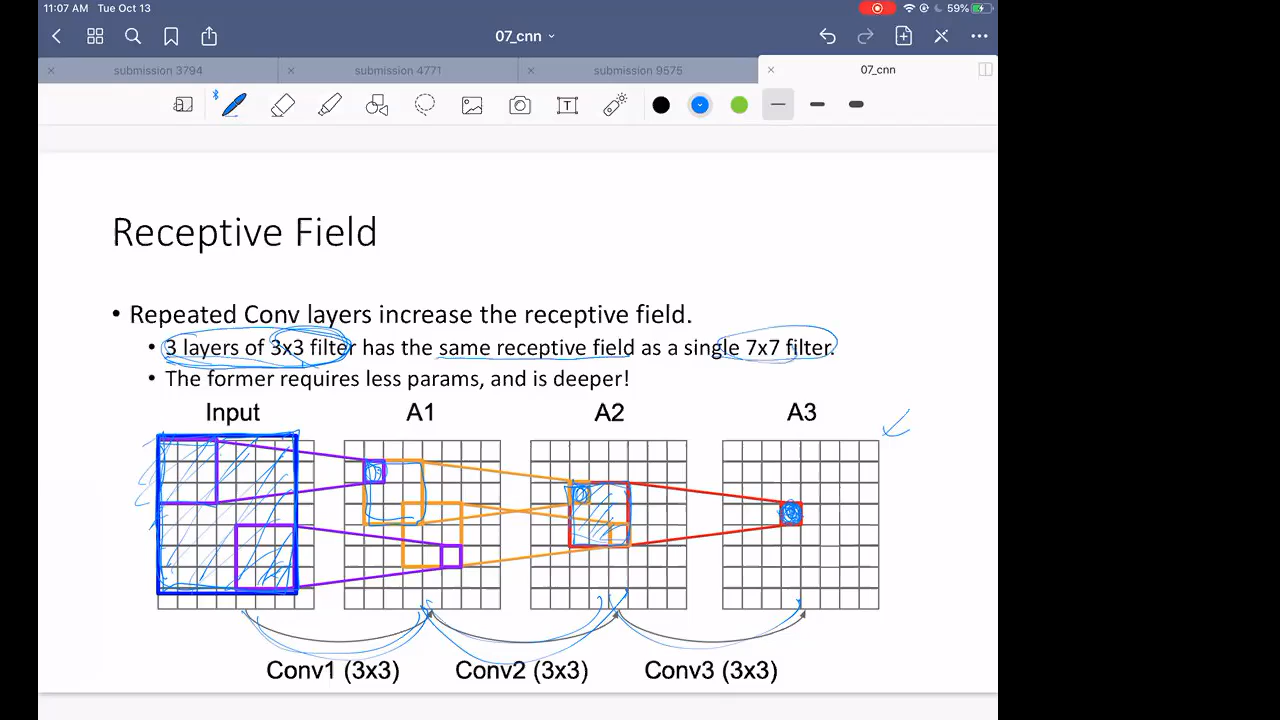 11:07 AM Tue Oct 13
59%
07_cnn
submission 3794
submission 4771
submission 9575
07_cnn
T
Receptive Field
• Repeated Conv layers increase the receptive field.
• 3 layers of 3x3 filter has the same receptive field as a single 7x7 filter.
• The former requires less params, and is deeper!
Input A1 A2 A3
Conv1 (3x3) Conv2 (3x3) Conv3 (3x3)